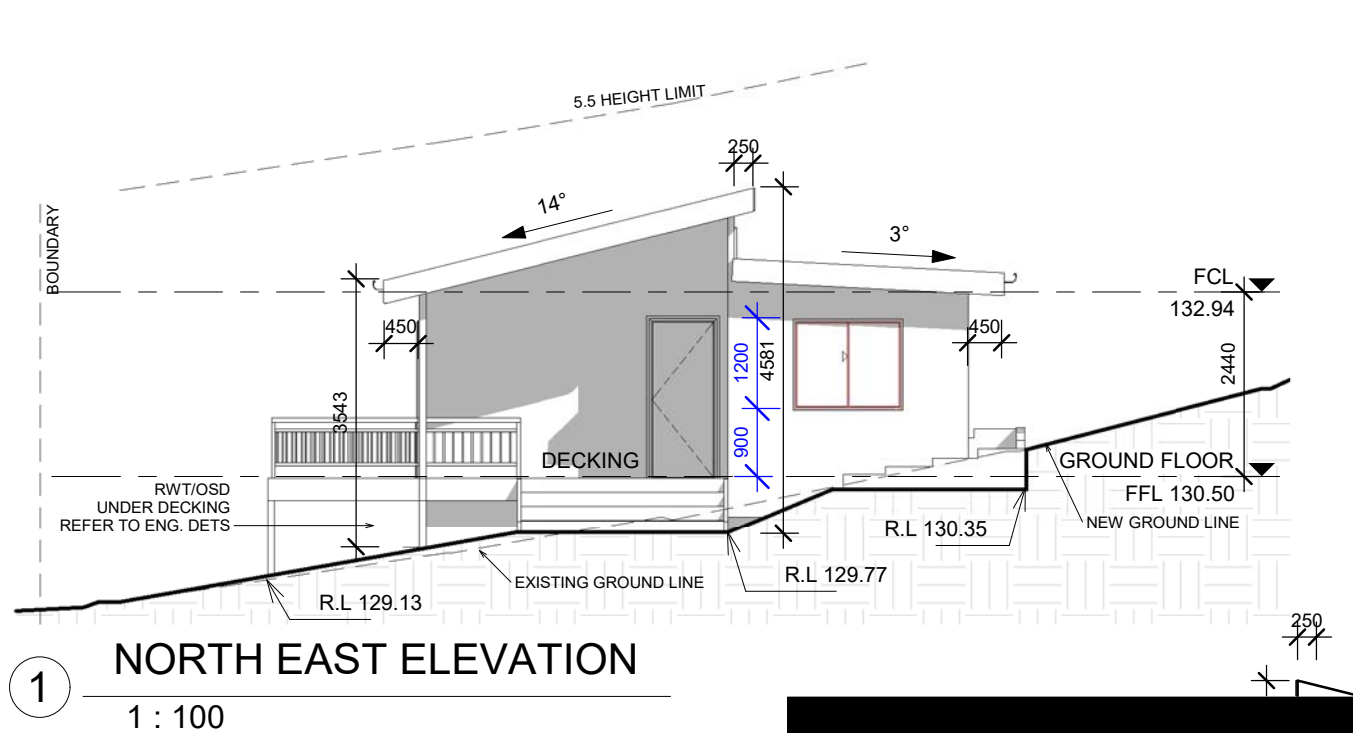 5.5 HEIGHT LIMIT
250
14°
BOUNDARY
3°
FCL
132.94
450
1200
4581
450
2440
3543
900
DECKING
GROUND FLOOR
FFL 130.50
RWT/OSD
UNDER DECKING
REFER TO ENG. DETS
R.L 130.35
NEW GROUND LINE
EXISTING GROUND LINE
R.L 129.77
R.L 129.13
250
1
NORTH EAST ELEVATION
1 : 100